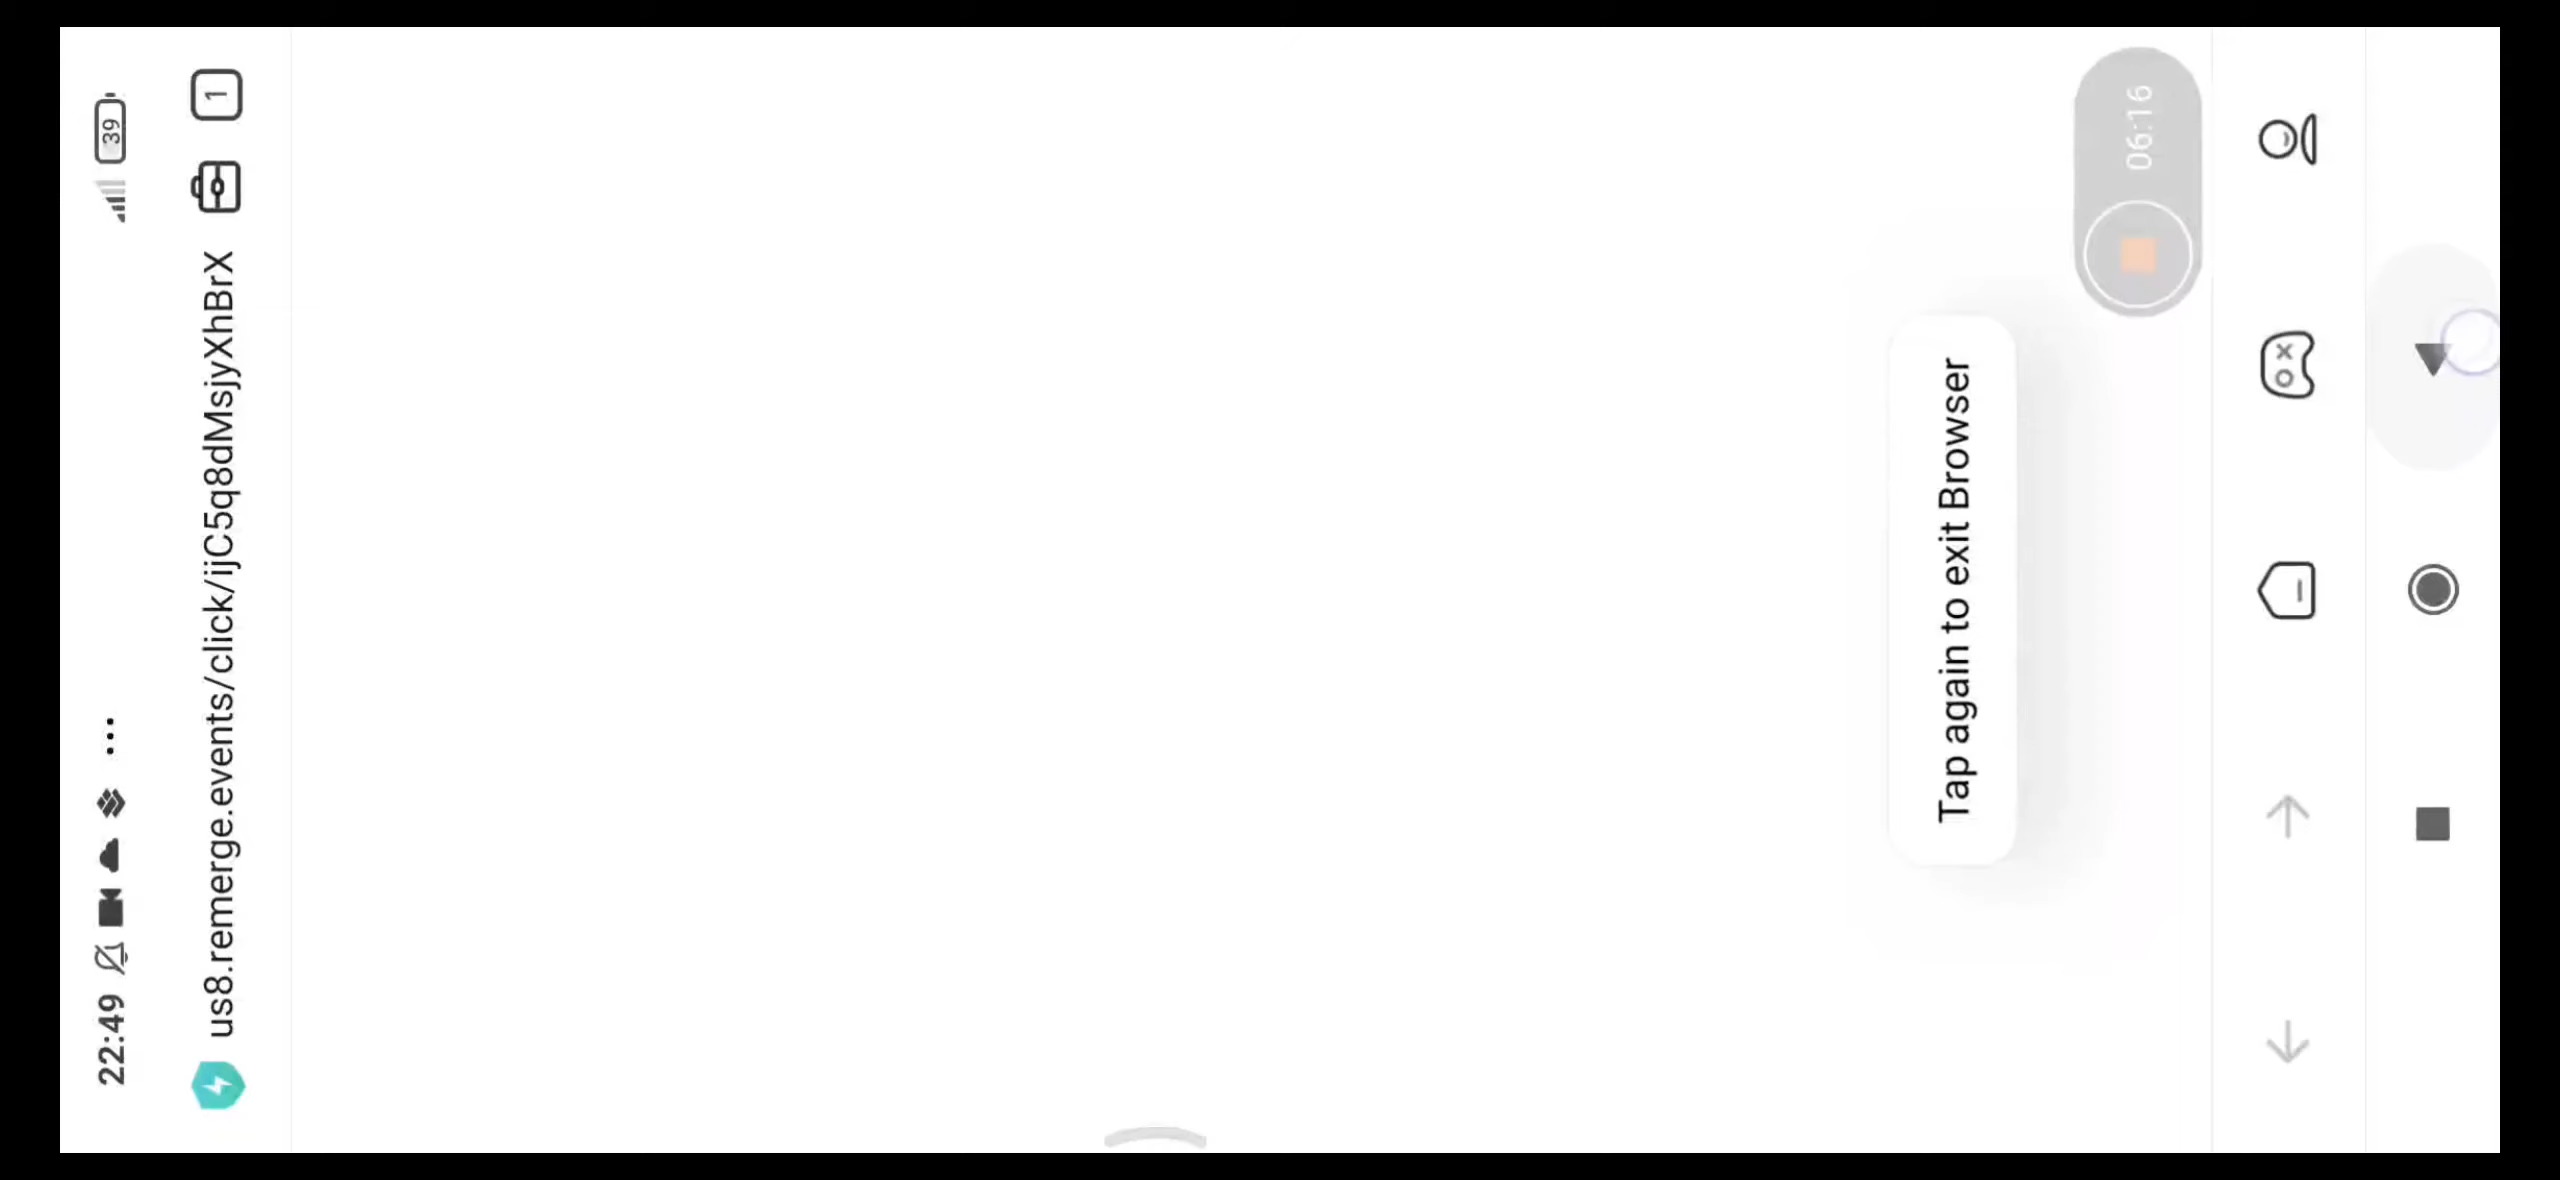 22:49 ... 39
us8.remerge.events/click/ijC5q8dMsjyXhBrX 1
Tap again to exit Browser
06:16